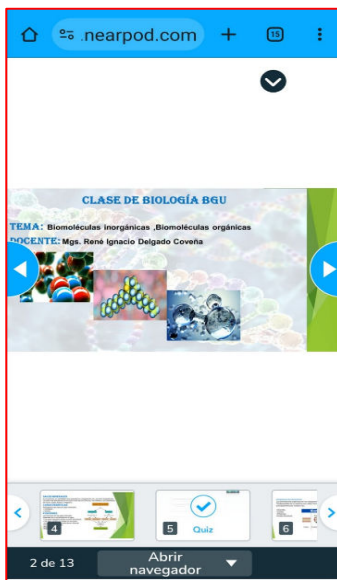 .nearpod.com
15
CLASE DE BIOLOGÍA BGU
TEMA: Biomoléculas inorgánicas ,Biomoléculas orgánicas
DOCENTE: Mgs. René Ignacio Delgado Coveña
4
5
Quiz
6
2 de 13
Abrir
navegador